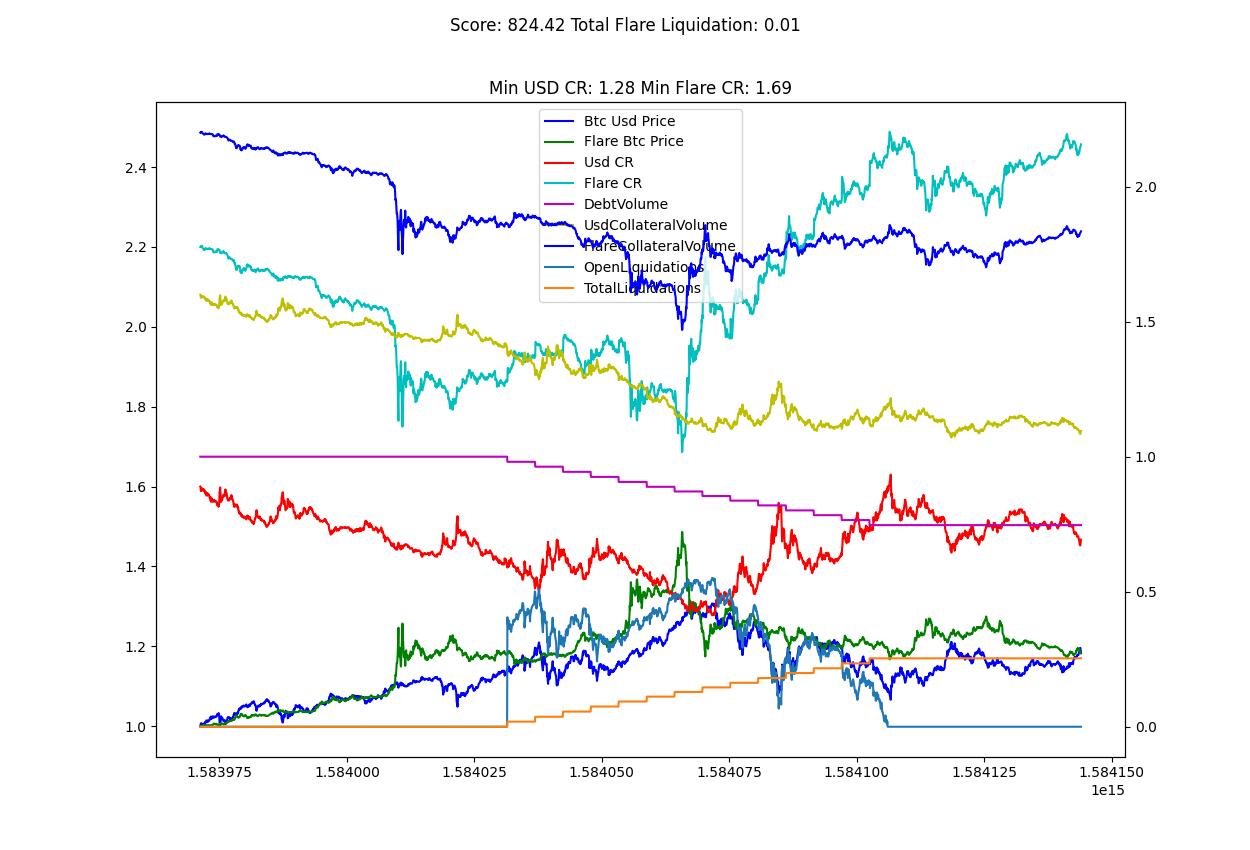 Score: 824.42 Total Flare Liquidation: 0.01
Min USD CR: 1.28 Min Flare CR: 1.69
Btc Usd Price
Flare Btc Price
Usd CR
Flare CR
DebtVolume
UsdCollateralVolume
FlareCollateralVolume
OpenLiquidations
TotalLiquidations
2.4
2.2
2.0
1.8
1.6
1.4
1.2
1.0
2.0
1.5
1.0
0.5
0.0
1.583975 1.584000 1.584025 1.584050 1.584075 1.584100 1.584125 1.584150
1e15